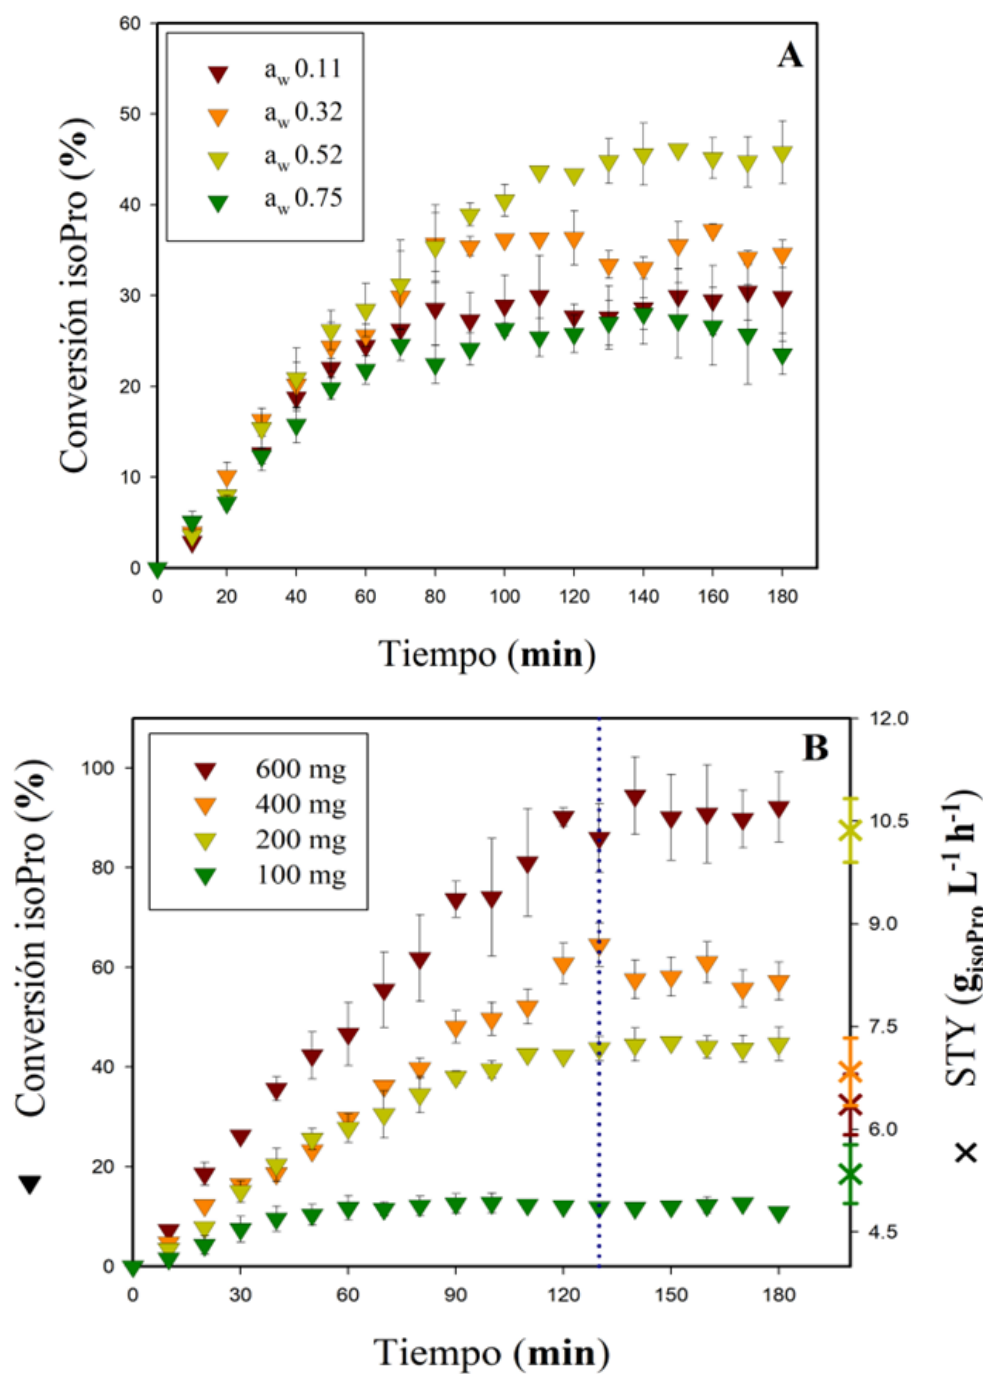 A
a_w 0.11
a_w 0.32
a_w 0.52
a_w 0.75
Conversión isoPro (%)
60
50
40
30
20
10
0
0 20 40 60 80 100 120 140 160 180
Tiempo (min)
B
600 mg
400 mg
200 mg
100 mg
Conversión isoPro (%)
100
80
60
40
20
0
12.0
10.5
9.0
7.5
6.0
4.5
STY (g_isoPro L^-1 h^-1)
0 30 60 90 120 150 180
Tiempo (min)